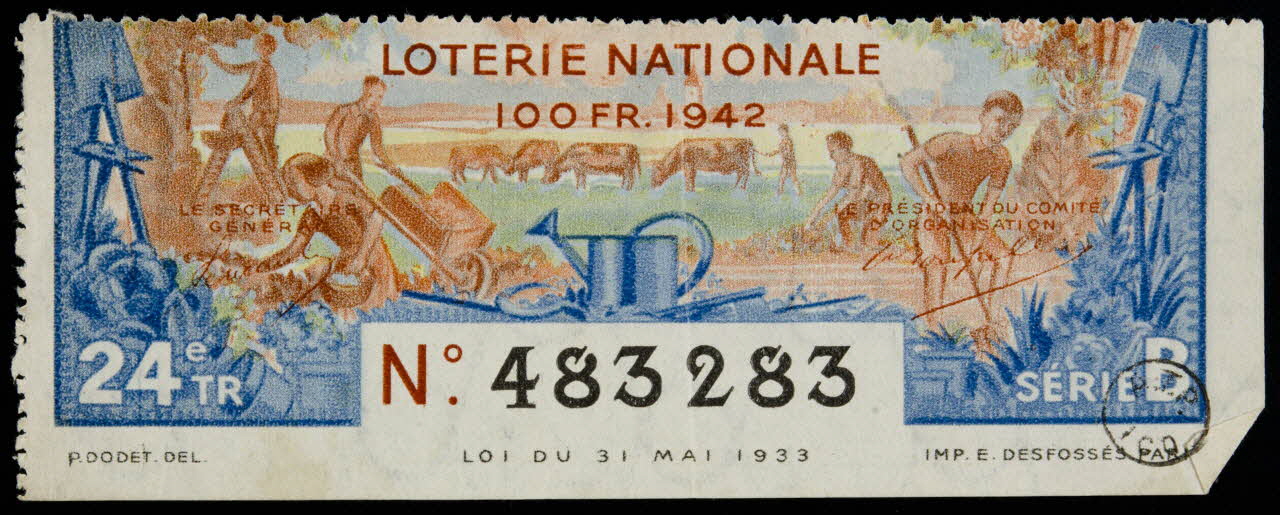 LOTERIE NATIONALE
100 FR. 1942
LE SECRÉTAIRE
GÉNÉRAL
LE PRÉSIDENT DU COMITÉ
D'ORGANISATION
24e TR
No. 483283
SÉRIE B
P. DODET. DEL.
LOI DU 31 MAI 1933
IMP. E. DESFOSSÉS PARIS